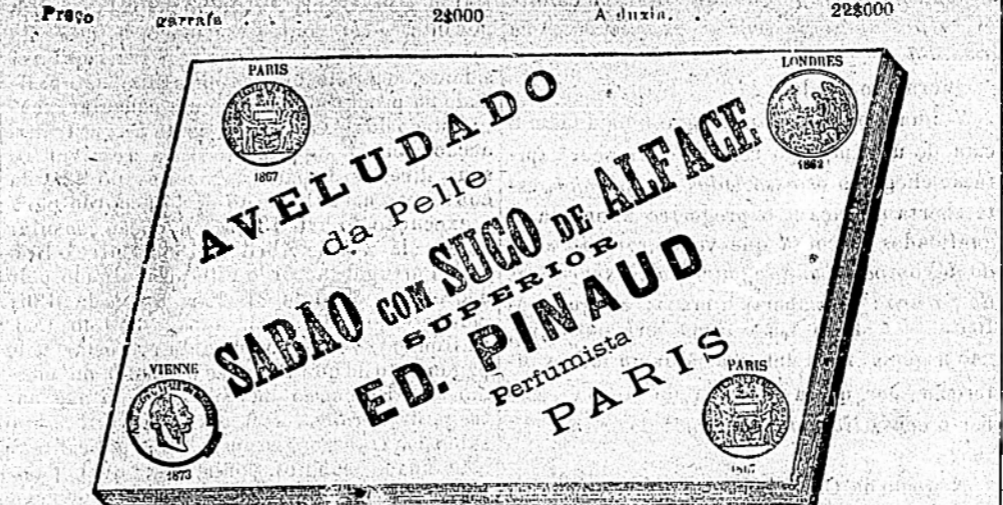 Preço garrafa . . . 2$000 A duzia. . 22$000
PARIS
1867
LONDRES
1862
AVELUDADO
da Pelle
SABAO COM SUCO DE ALFACE
SUPERIOR
ED. PINAUD
Perfumista
PARIS
VIENNE
1873
PARIS